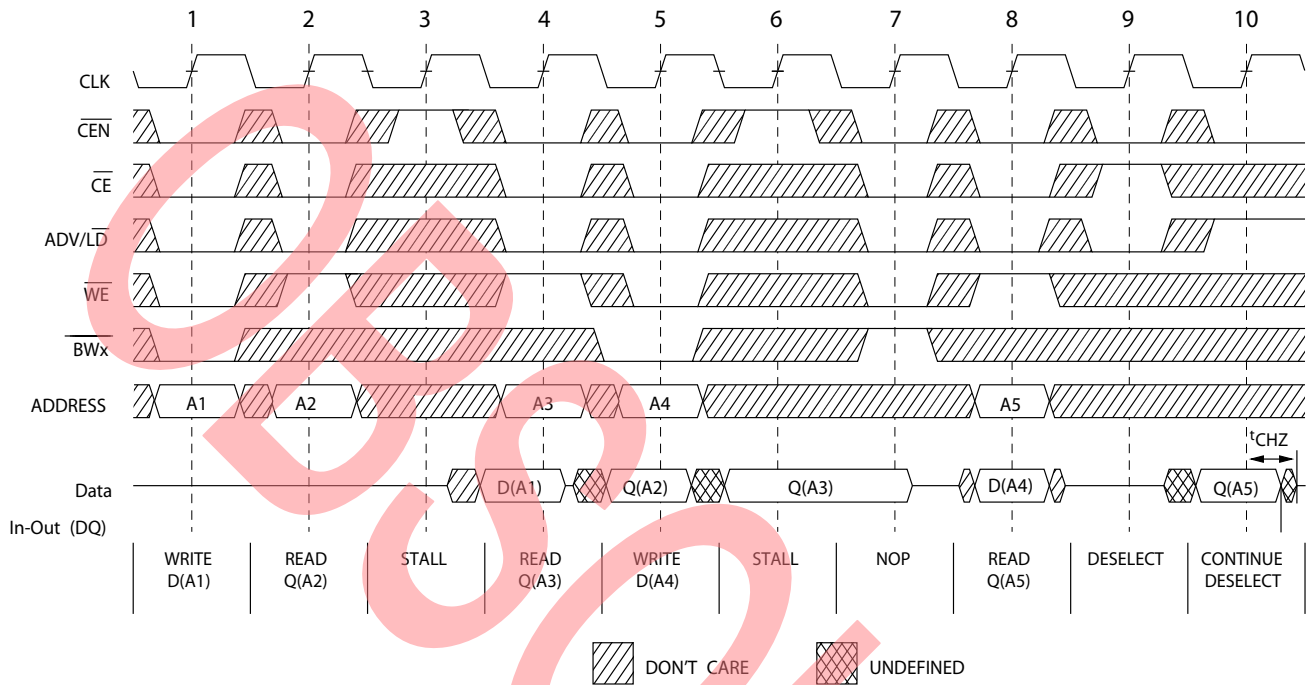 1 2 3 4 5 6 7 8 9 10
CLK
CEN
CE
ADV/LD
WE
BWx
ADDRESS A1 A2 A3 A4 A5
tCHZ
Data D(A1) Q(A2) Q(A3) D(A4) Q(A5)
In-Out (DQ)
WRITE READ STALL READ WRITE STALL NOP READ DESELECT CONTINUE
D(A1) Q(A2) Q(A3) D(A4) Q(A5) DESELECT
DON'T CARE UNDEFINED